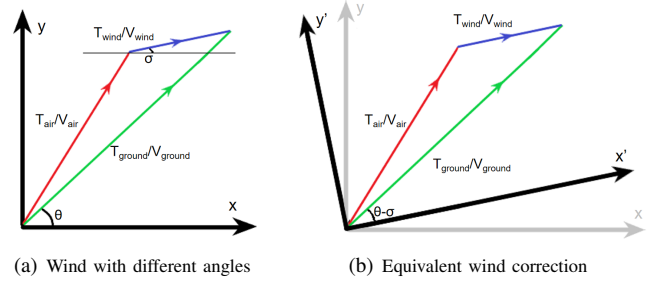 y
T_wind/V_wind
σ
T_air/V_air
T_ground/V_ground
θ
x
(a) Wind with different angles
y'
y
T_wind/V_wind
T_air/V_air
T_ground/V_ground
x'
θ-σ
x
(b) Equivalent wind correction